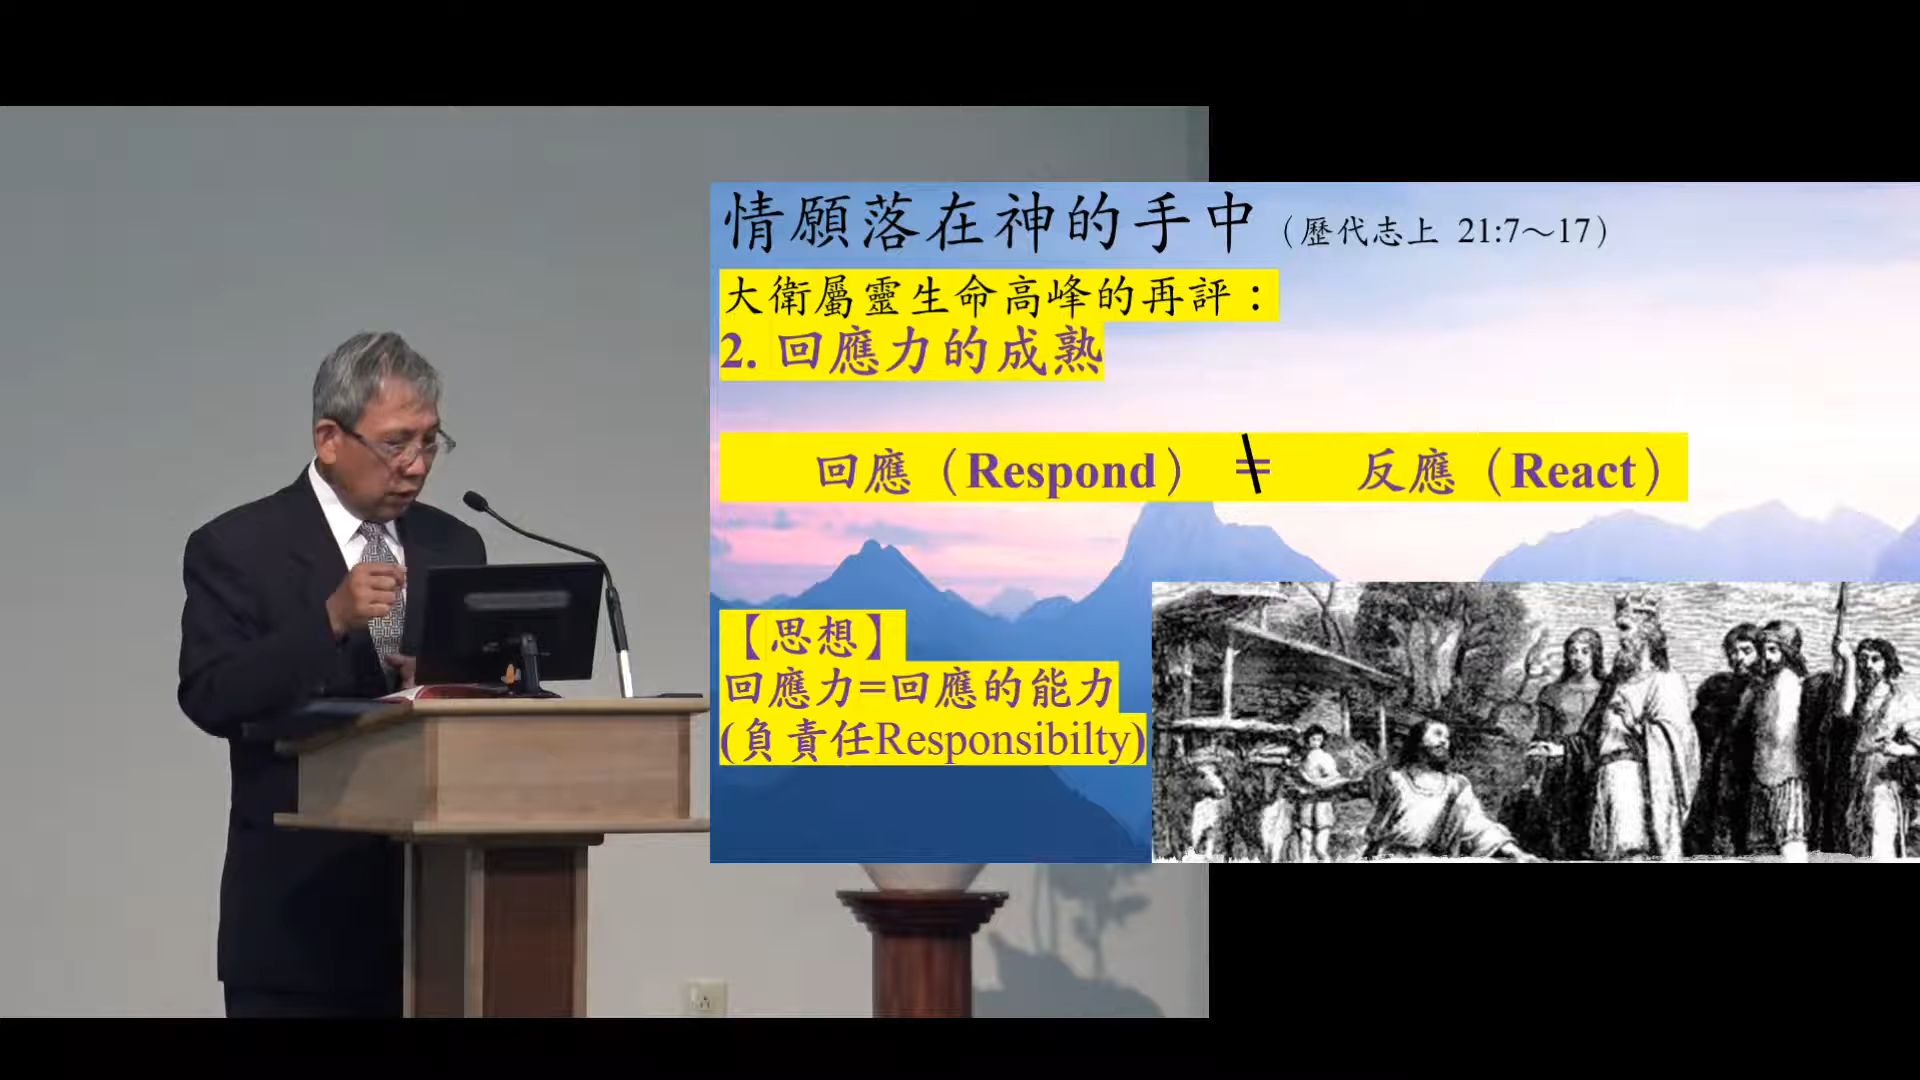 情願落在神的手中（歷代志上 21:7～17）
大衛屬靈生命高峰的再評：
2. 回應力的成熟
回應（Respond） ≠ 反應（React）
【思想】
回應力=回應的能力
(負責任Responsibilty)